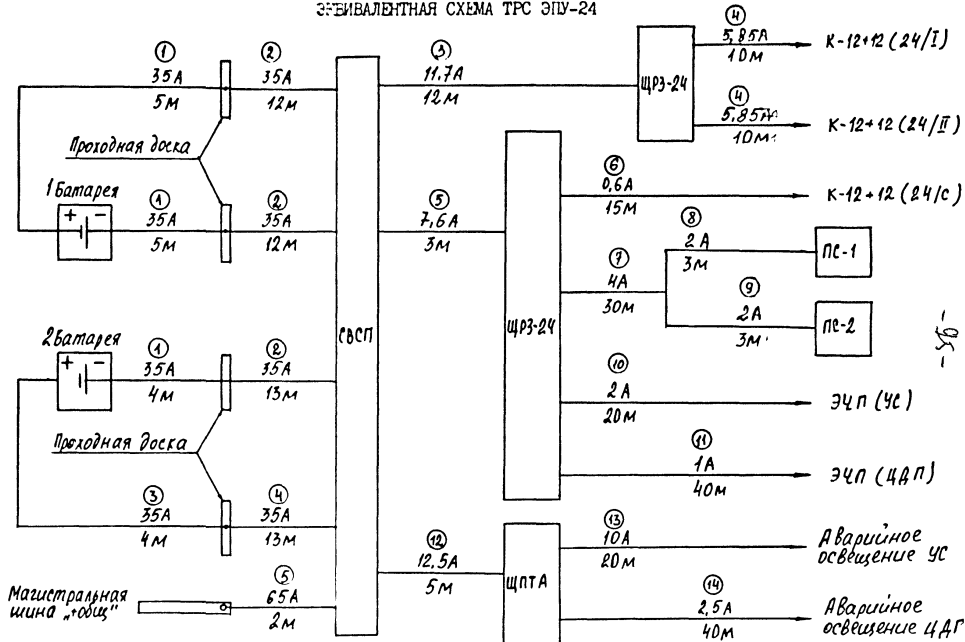 ЭКВИВАЛЕНТНАЯ СХЕМА ТРС ЭПУ-24
① 35А 5м
② 35А 12м
③ 11,7А 12м
ЩРЗ-24
④ 5,85А 10м
К-12+12 (24/I)
④ 5,85А 10м
К-12+12 (24/II)
Проходная доска
1 Батарея
+ -
① 35А 5м
② 35А 12м
СВСП
⑤ 7,6А 3м
ЩРЗ-24
⑥ 0,6А 15м
К-12+12 (24/С)
⑦ 4А 30м
⑧ 2А 3м
ПС-1
⑨ 2А 3м
ПС-2
⑩ 2А 20м
ЭЧП (УС)
⑪ 1А 40м
ЭЧП (ЦДП)
2 Батарея
+ -
① 35А 4м
② 35А 13м
Проходная доска
③ 35А 4м
④ 35А 13м
Магистральная
шина „+общ"
⑤ 65А 2м
⑫ 12,5А 5м
ЩПТА
⑬ 10А 20м
Аварийное
освещение УС
⑭ 2,5А 40м
Аварийное
освещение ЦДП